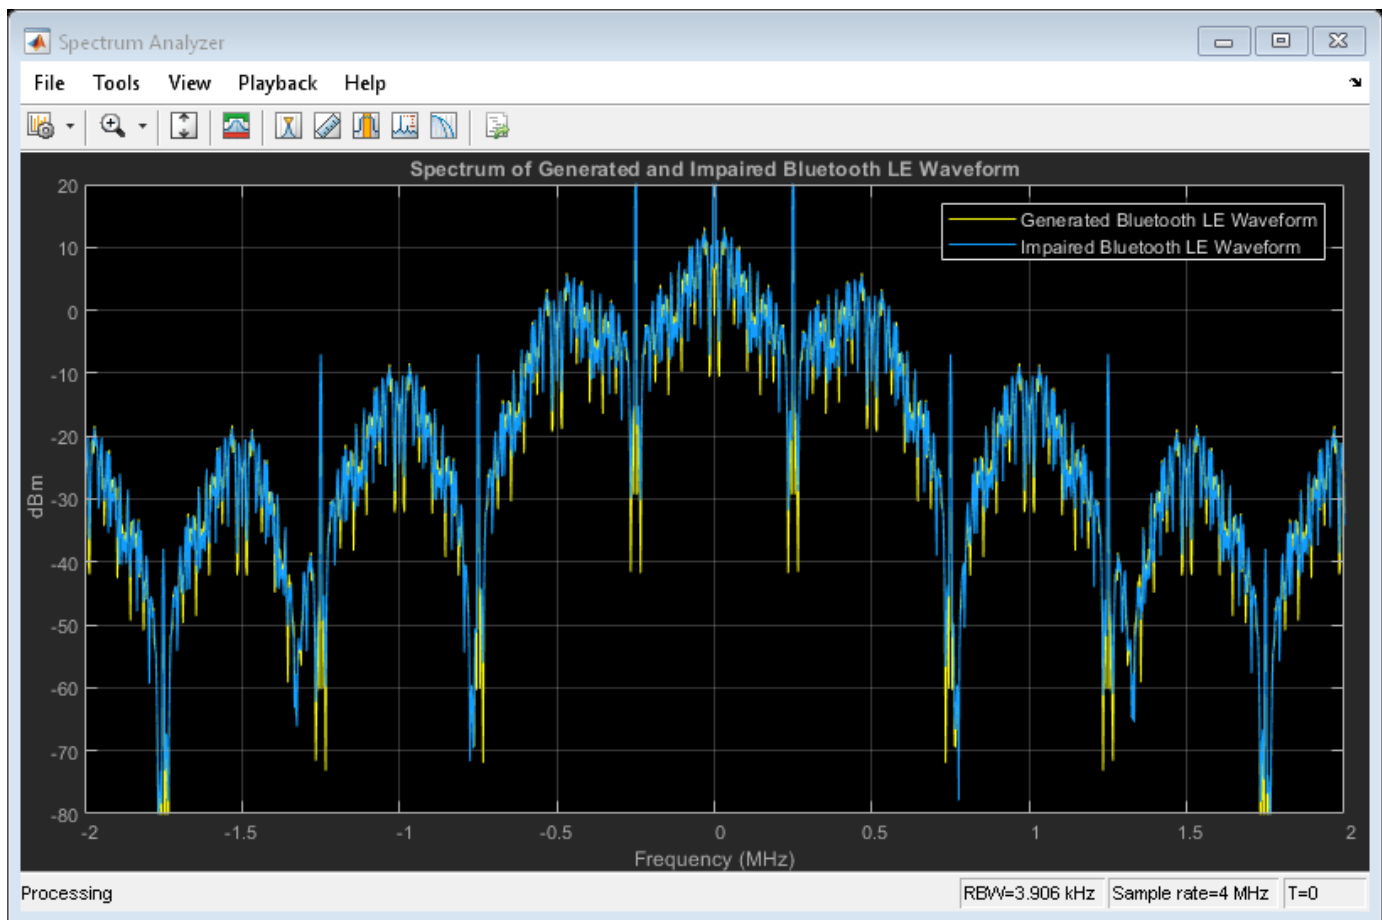 Spectrum Analyzer
File Tools View Playback Help
Spectrum of Generated and Impaired Bluetooth LE Waveform
Generated Bluetooth LE Waveform
Impaired Bluetooth LE Waveform
20
10
0
-10
-20
-30
-40
-50
-60
-70
-80
dBm
-2 -1.5 -1 -0.5 0 0.5 1 1.5 2
Frequency (MHz)
Processing RBW=3.906 kHz Sample rate=4 MHz T=0